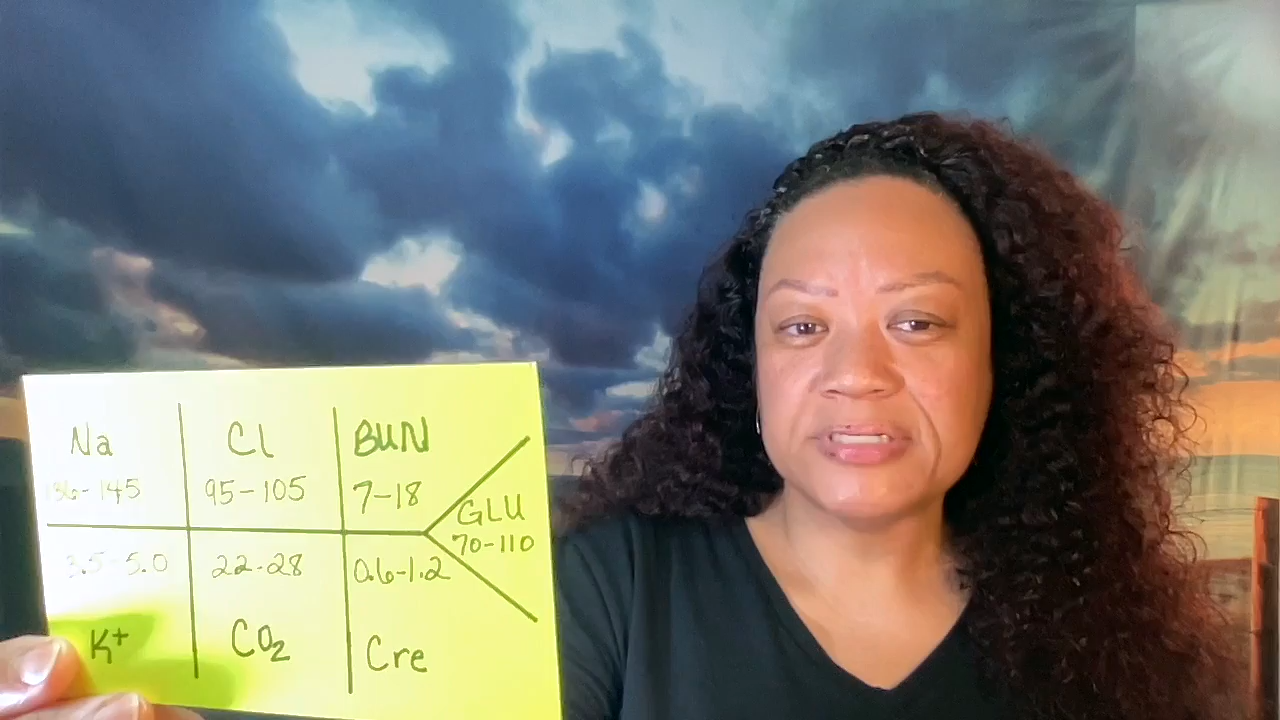 Na Cl BUN
136-145 95-105 7-18
GLU
70-110
3.5-5.0 22-28 0.6-1.2
K+ CO2 Cre